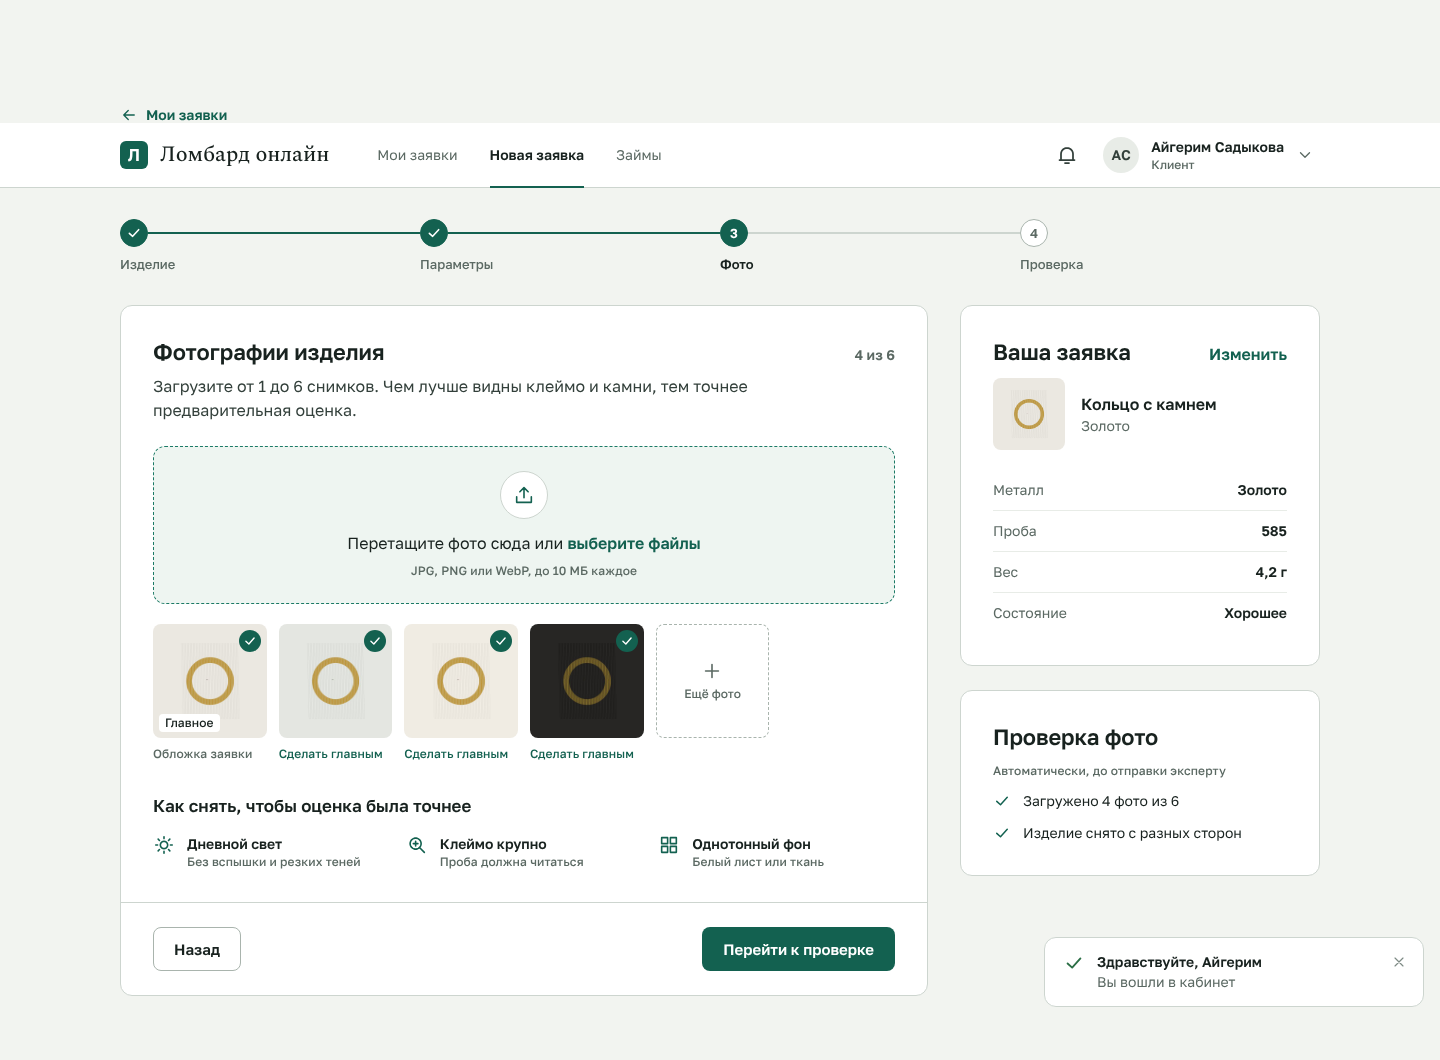 Мои заявки
Л Ломбард онлайн
Мои заявки
Новая заявка
Займы
АС
Айгерим Садыкова
Клиент
3
4
Изделие
Параметры
Фото
Проверка
Фотографии изделия
4 из 6
Загрузите от 1 до 6 снимков. Чем лучше видны клеймо и камни, тем точнее
предварительная оценка.
Перетащите фото сюда или выберите файлы
JPG, PNG или WebP, до 10 МБ каждое
Главное
Ещё фото
Обложка заявки
Сделать главным
Сделать главным
Сделать главным
Как снять, чтобы оценка была точнее
Дневной свет
Без вспышки и резких теней
Клеймо крупно
Проба должна читаться
Однотонный фон
Белый лист или ткань
Назад
Перейти к проверке
Ваша заявка
Изменить
Кольцо с камнем
Золото
Металл
Золото
Проба
585
Вес
4,2 г
Состояние
Хорошее
Проверка фото
Автоматически, до отправки эксперту
Загружено 4 фото из 6
Изделие снято с разных сторон
Здравствуйте, Айгерим
Вы вошли в кабинет